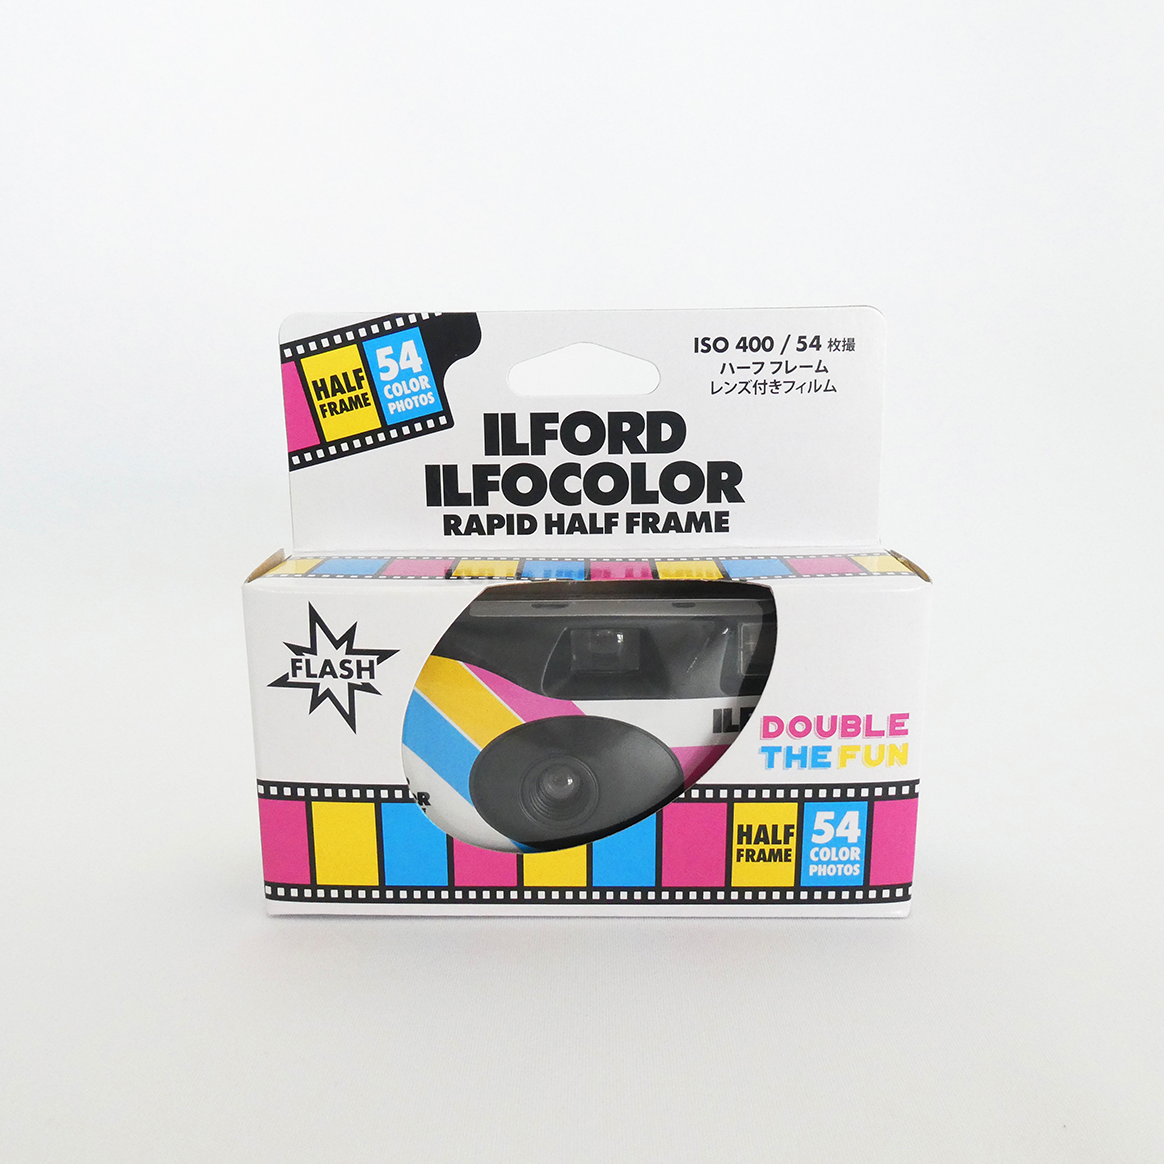 HALF
FRAME
54
COLOR
PHOTOS
ISO 400 / 54 枚撮
ハーフ フレーム
レンズ付きフィルム
ILFORD
ILFOCOLOR
RAPID HALF FRAME
FLASH
IL
DOUBLE
THE FUN
R
HALF
FRAME
54
COLOR
PHOTOS